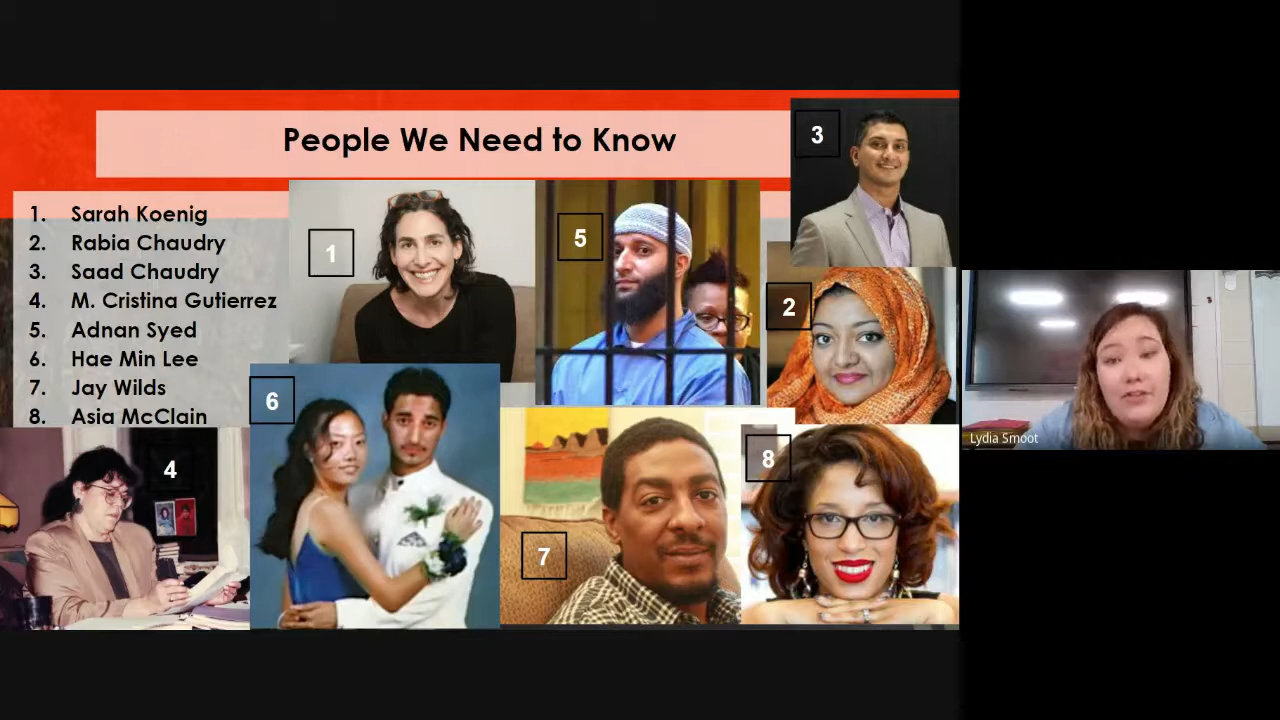 People We Need to Know
1. Sarah Koenig
2. Rabia Chaudry
3. Saad Chaudry
4. M. Cristina Gutierrez
5. Adnan Syed
6. Hae Min Lee
7. Jay Wilds
8. Asia McClain
1
5
3
2
6
4
7
8
Lydia Smoot